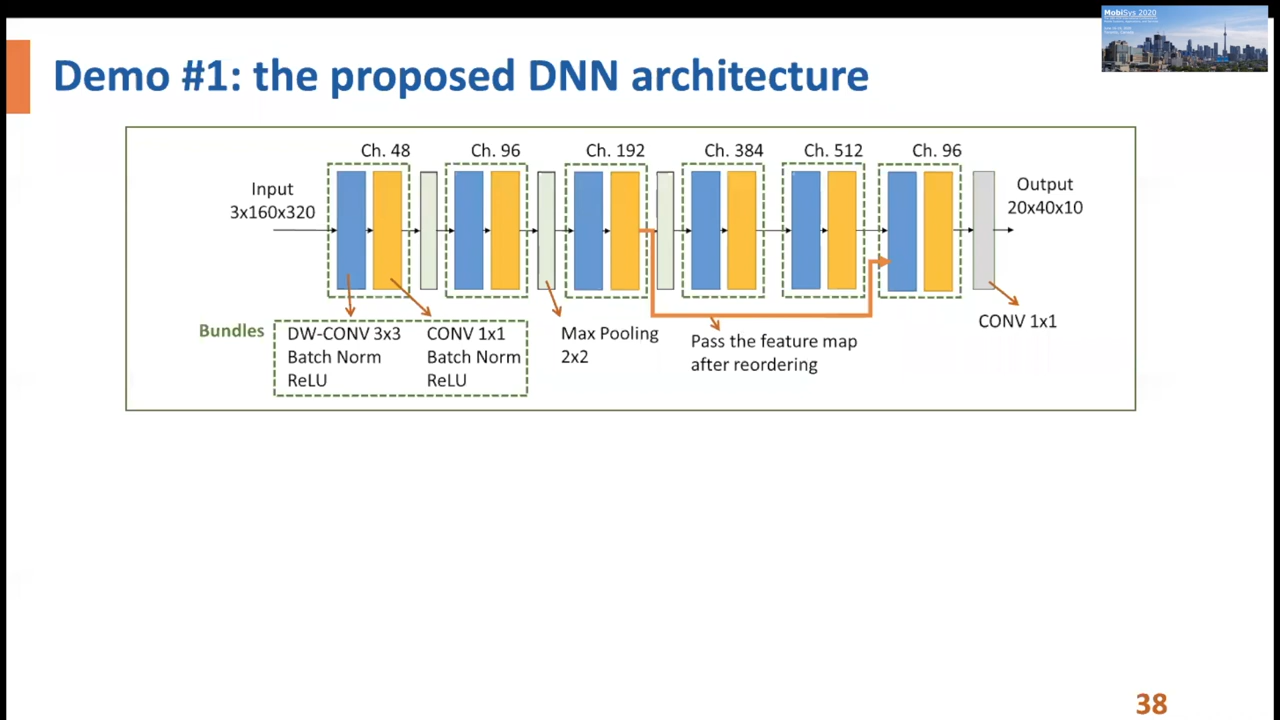 MobiSys 2020
Demo #1: the proposed DNN architecture
Ch. 48
Ch. 96
Ch. 192
Ch. 384
Ch. 512
Ch. 96
Input
3x160x320
Output
20x40x10
Bundles
DW-CONV 3x3
Batch Norm
ReLU
CONV 1x1
Batch Norm
ReLU
Max Pooling
2x2
Pass the feature map
after reordering
CONV 1x1
38